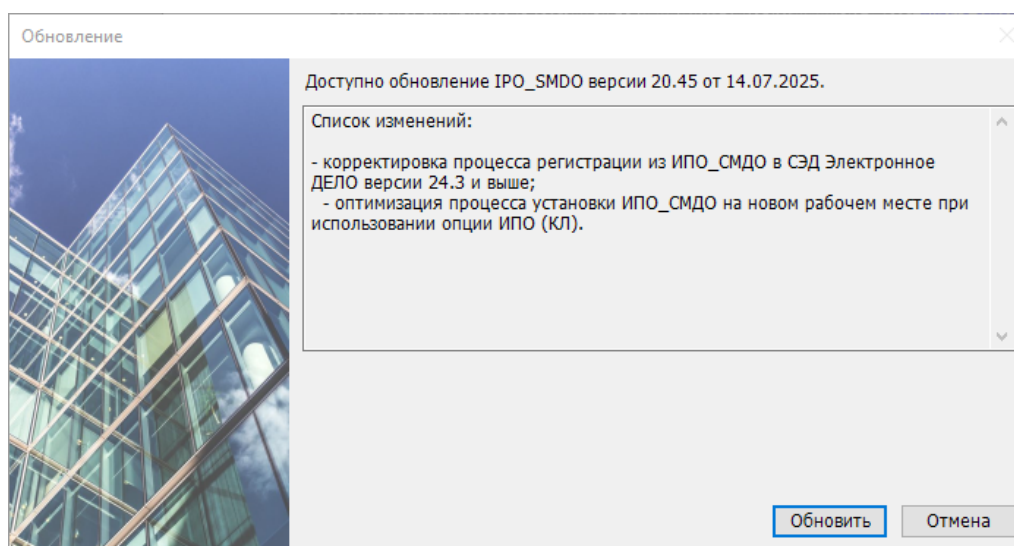 Обновление
Доступно обновление IPO_SMDO версии 20.45 от 14.07.2025.
Список изменений:
- корректировка процесса регистрации из ИПО_СМДО в СЭД Электронное
ДЕЛО версии 24.3 и выше;
- оптимизация процесса установки ИПО_СМДО на новом рабочем месте при
использовании опции ИПО (КЛ).
Обновить
Отмена